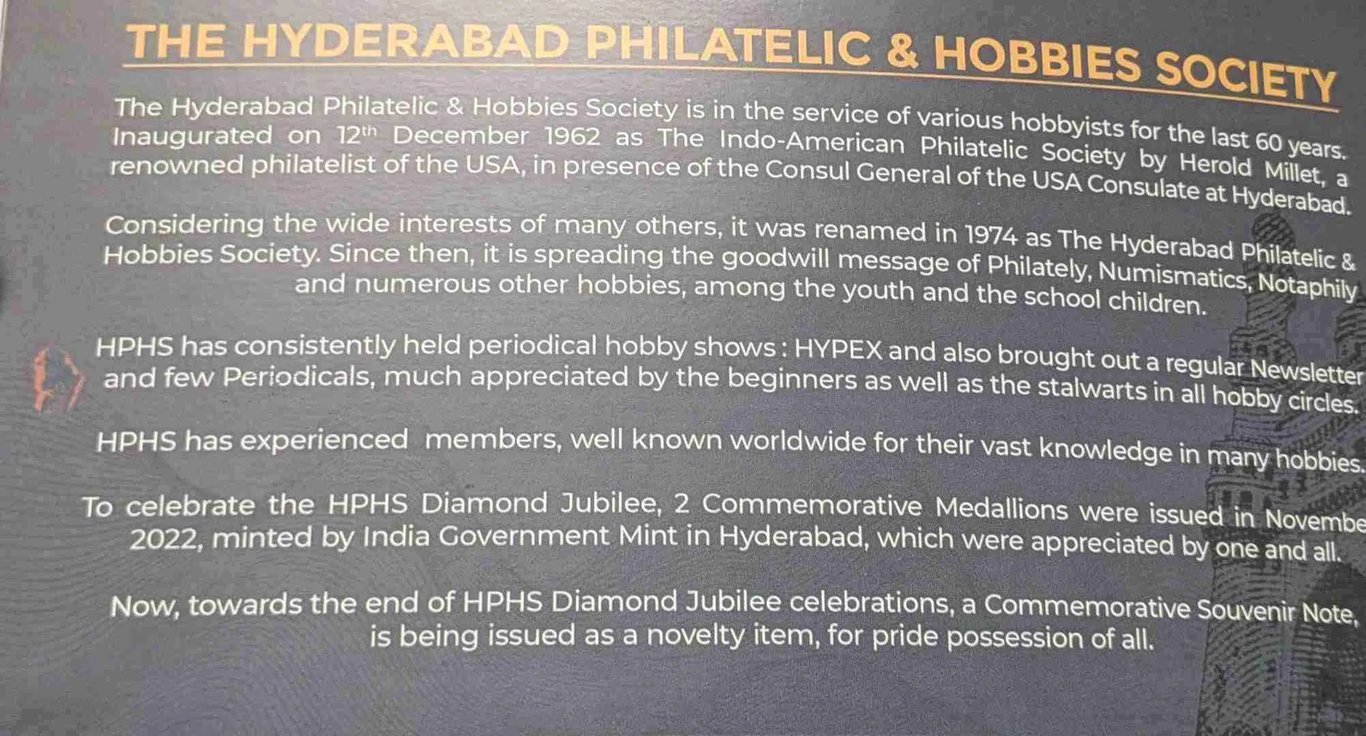 THE HYDERABAD PHILATELIC & HOBBIES SOCIETY
The Hyderabad Philatelic & Hobbies Society is in the service of various hobbyists for the last 60 years.
Inaugurated on 12th December 1962 as The Indo-American Philatelic Society by Herold Millet, a
renowned philatelist of the USA, in presence of the Consul General of the USA Consulate at Hyderabad.
Considering the wide interests of many others, it was renamed in 1974 as The Hyderabad Philatelic &
Hobbies Society. Since then, it is spreading the goodwill message of Philately, Numismatics, Notaphily
and numerous other hobbies, among the youth and the school children.
HPHS has consistently held periodical hobby shows : HYPEX and also brought out a regular Newsletter
and few Periodicals, much appreciated by the beginners as well as the stalwarts in all hobby circles.
HPHS has experienced members, well known worldwide for their vast knowledge in many hobbies.
To celebrate the HPHS Diamond Jubilee, 2 Commemorative Medallions were issued in Novembe
2022, minted by India Government Mint in Hyderabad, which were appreciated by one and all.
Now, towards the end of HPHS Diamond Jubilee celebrations, a Commemorative Souvenir Note,
is being issued as a novelty item, for pride possession of all.